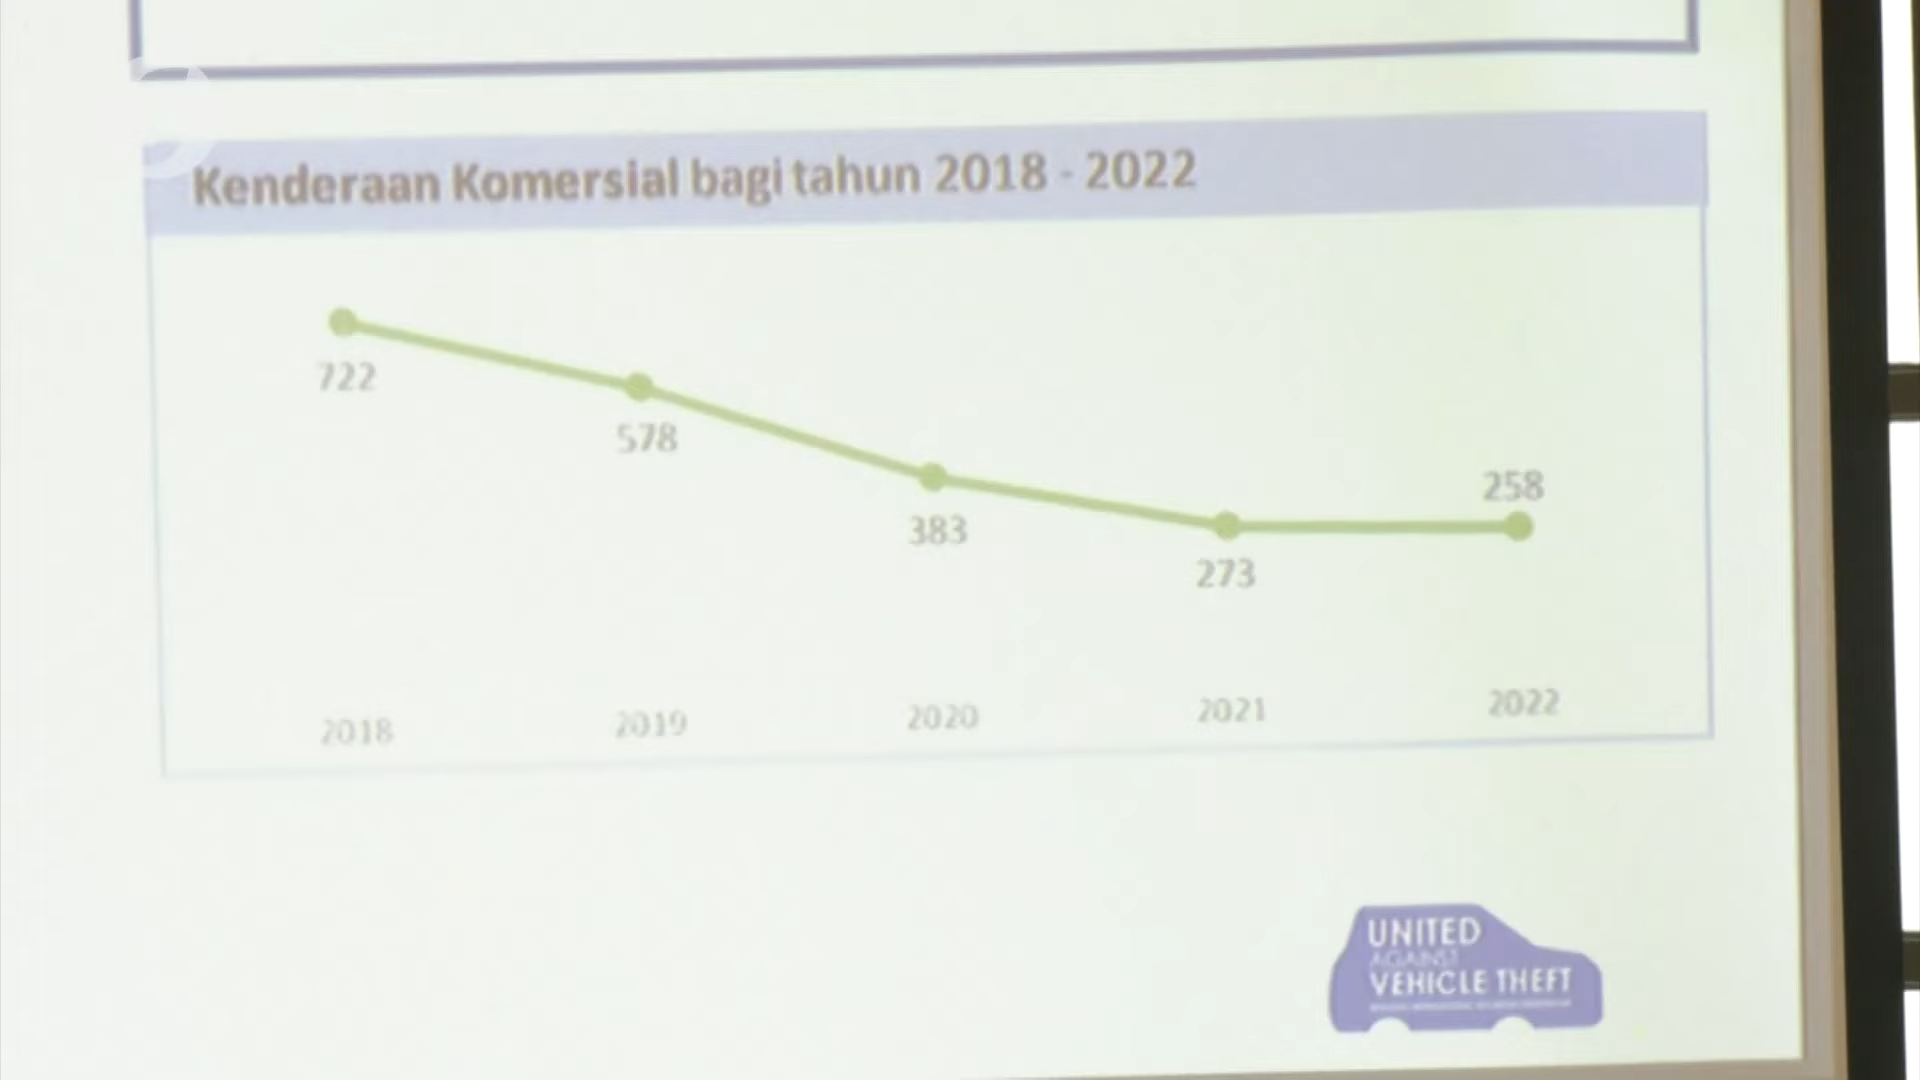 Kenderaan Komersial bagi tahun 2018 - 2022
722
578
383
273
258
2018
2019
2020
2021
2022
UNITED
AGAINST
VEHICLE THEFT